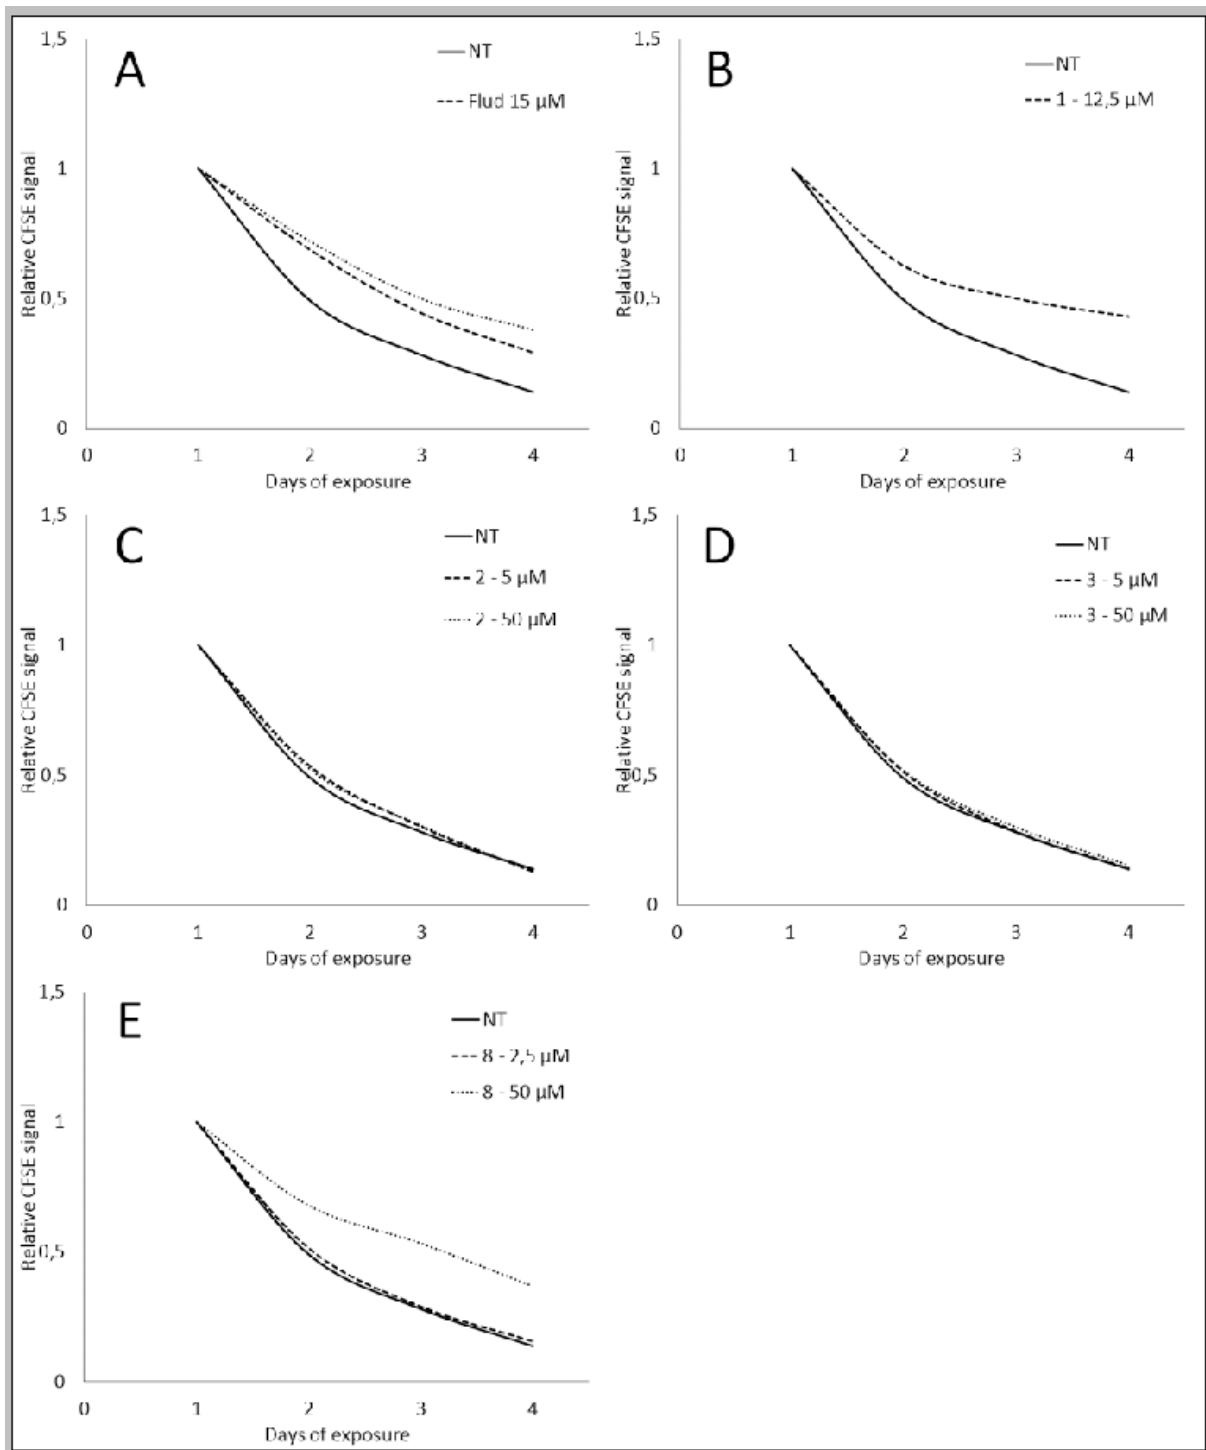 A
1,5
1
0,5
0
0 1 2 3 4
Relative CFSE signal
Days of exposure
NT
Flud 15 µM
B
1,5
1
0,5
0
0 1 2 3 4
Relative CFSE signal
Days of exposure
NT
1 - 12,5 µM
C
1,5
1
0,5
0
0 1 2 3 4
Relative CFSE signal
Days of exposure
NT
2 - 5 µM
2 - 50 µM
D
1,5
1
0,5
0
0 1 2 3 4
Relative CFSE signal
Days of exposure
NT
3 - 5 µM
3 - 50 µM
E
1,5
1
0,5
0
0 1 2 3 4
Relative CFSE signal
Days of exposure
NT
8 - 2,5 µM
8 - 50 µM